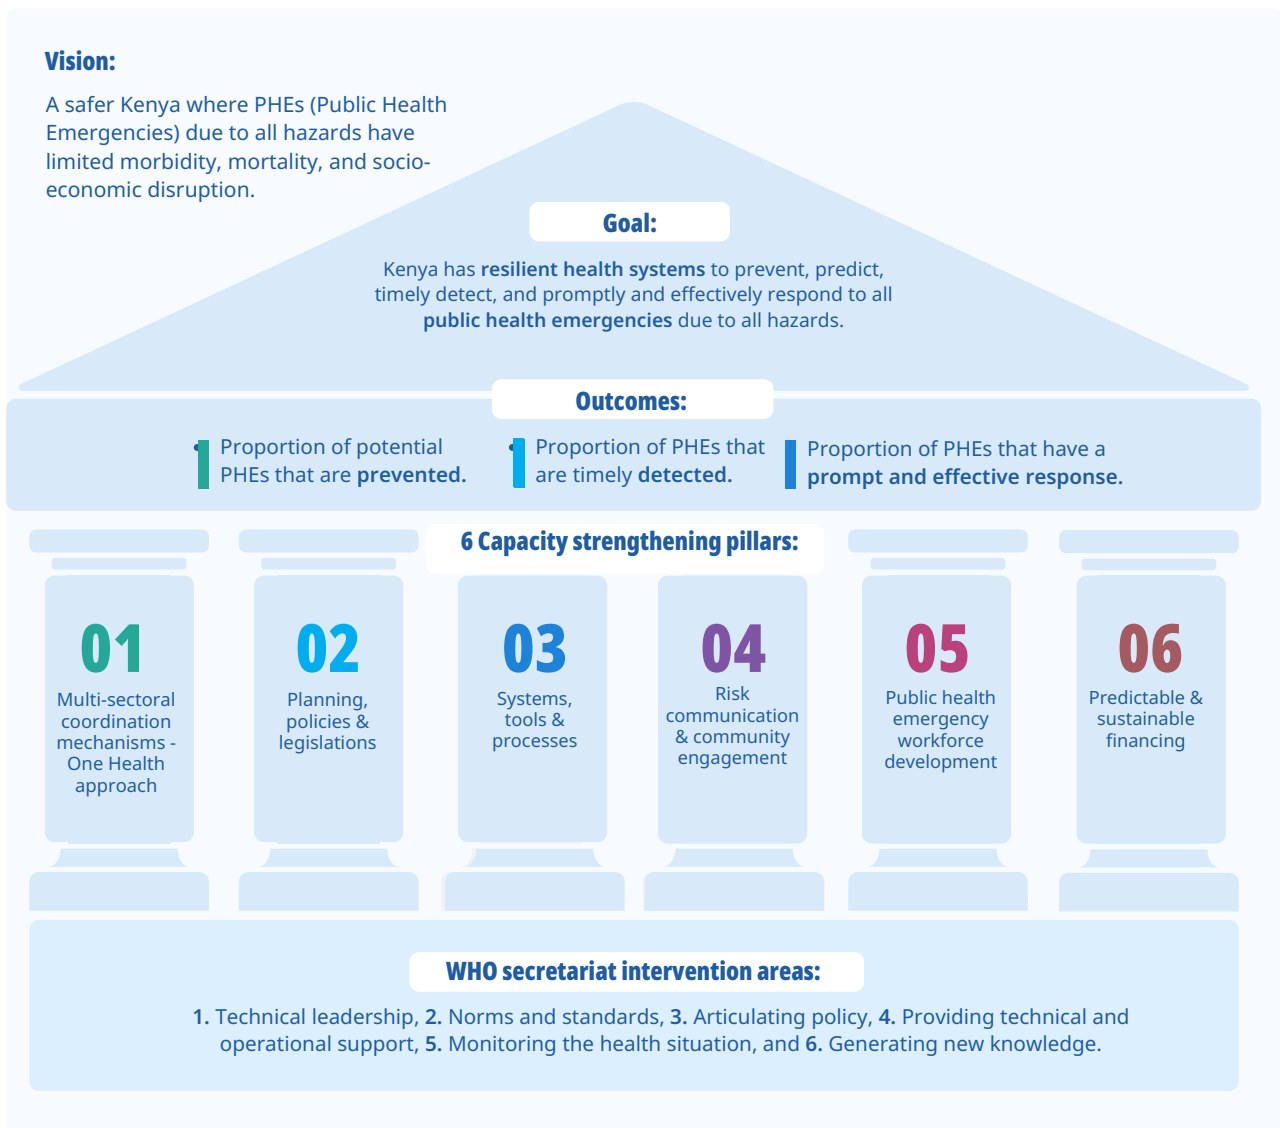 Vision:
A safer Kenya where PHEs (Public Health
Emergencies) due to all hazards have
limited morbidity, mortality, and socio-
economic disruption.
Goal:
Kenya has resilient health systems to prevent, predict,
timely detect, and promptly and effectively respond to all
public health emergencies due to all hazards.
Outcomes:
• Proportion of potential
PHEs that are prevented.
• Proportion of PHEs that
are timely detected.
Proportion of PHEs that have a
prompt and effective response.
6 Capacity strengthening pillars:
01
Multi-sectoral
coordination
mechanisms -
One Health
approach
02
Planning,
policies &
legislations
03
Systems,
tools &
processes
04
Risk
communication
& community
engagement
05
Public health
emergency
workforce
development
06
Predictable &
sustainable
financing
WHO secretariat intervention areas:
1. Technical leadership, 2. Norms and standards, 3. Articulating policy, 4. Providing technical and
operational support, 5. Monitoring the health situation, and 6. Generating new knowledge.